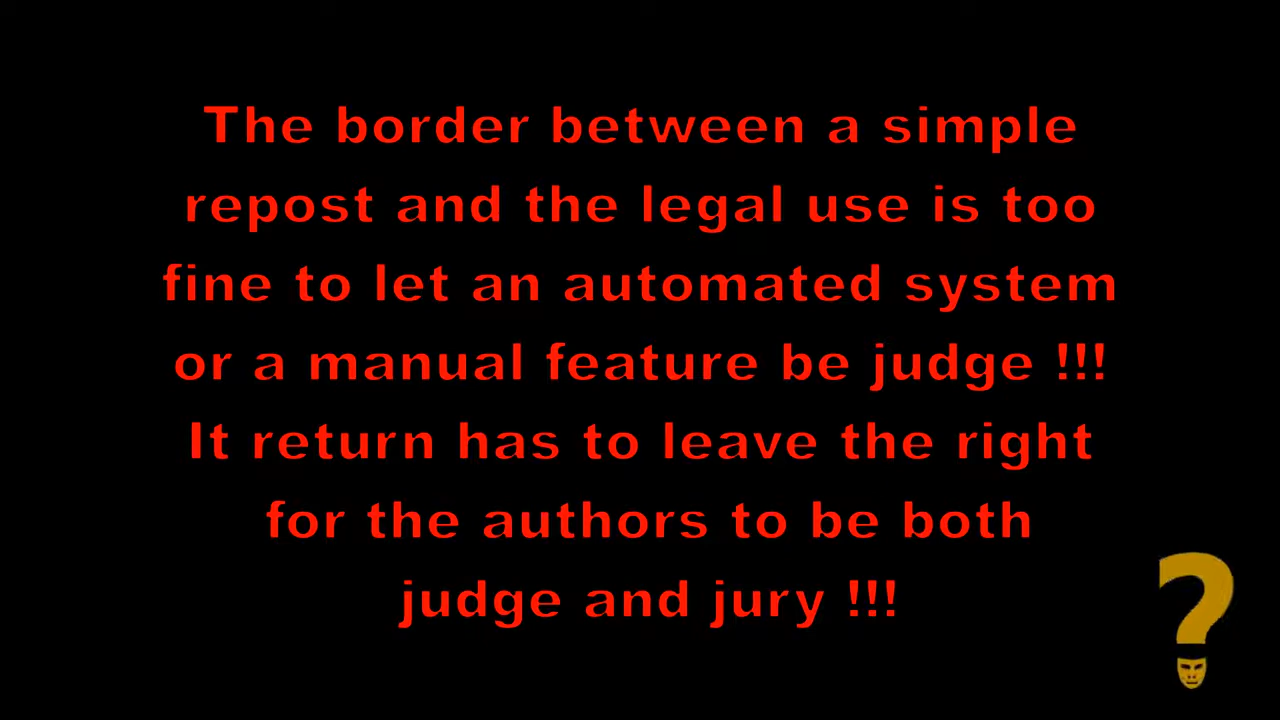 The border between a simple
repost and the legal use is too
fine to let an automated system
or a manual feature be judge !!!
It return has to leave the right
for the authors to be both
judge and jury !!!
?